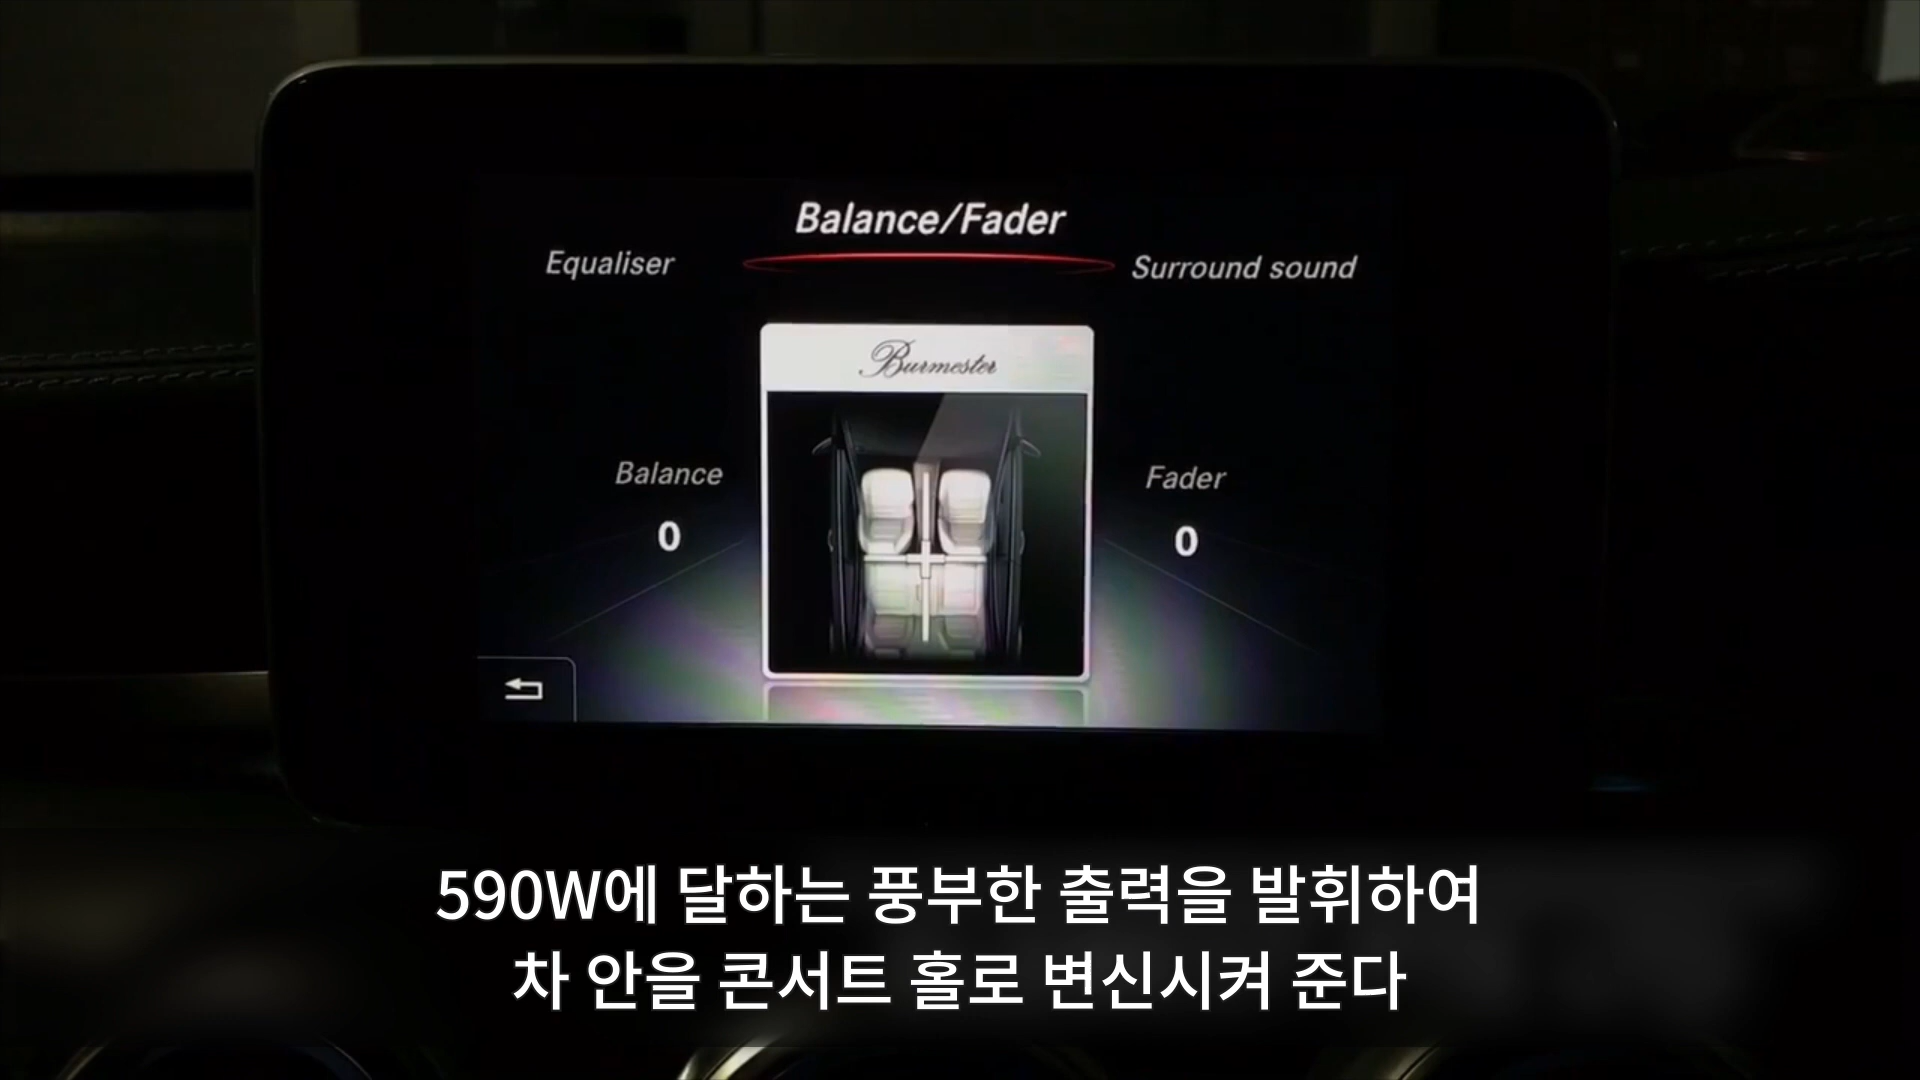 Balance/Fader
Equaliser
Surround sound
Burmester
Balance
Fader
0
0
590W에 달하는 풍부한 출력을 발휘하여
차 안을 콘서트 홀로 변신시켜 준다